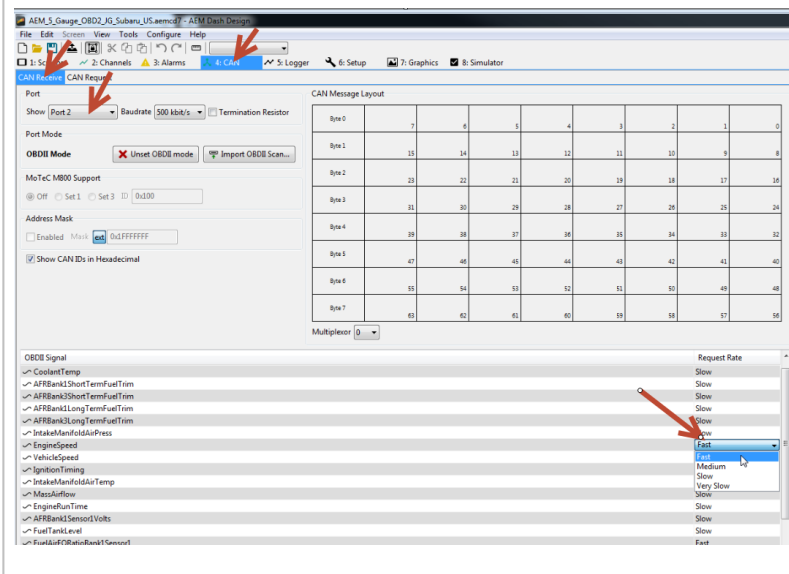 AEM_5_Gauge_OBD2_JG_Subaru_US.aemcd7 - AEM Dash Design
File Edit Screen View Tools Configure Help
2: Channels 3: Alarms 4: CAN 5: Logger 6: Setup 7: Graphics 8: Simulator
CAN Receive CAN Request
Port
Show Port 2 Baudrate 500 kbit/s Termination Resistor
Port Mode
OBDII Mode Unset OBDII mode Import OBDII Scan...
MoTeC M800 Support
Off Set 1 Set 3 ID 0x100
Address Mask
Enabled Mask ext 0x1FFFFFFF
Show CAN IDs in Hexadecimal
CAN Message Layout
Byte 0 7 6 5 4 3 2 1 0
Byte 1 15 14 13 12 11 10 9 8
Byte 2 23 22 21 20 19 18 17 16
Byte 3 31 30 29 28 27 26 25 24
Byte 4 39 38 37 36 35 34 33 32
Byte 5 47 46 45 44 43 42 41 40
Byte 6 55 54 53 52 51 50 49 48
Byte 7 63 62 61 60 59 58 57 56
Multiplexor 0
OBDII Signal Request Rate
CoolantTemp Slow
AFRBank1ShortTermFuelTrim Slow
AFRBank3ShortTermFuelTrim Slow
AFRBank1LongTermFuelTrim Slow
AFRBank3LongTermFuelTrim Slow
IntakeManifoldAirPress Slow
EngineSpeed Fast
VehicleSpeed Fast
IgnitionTiming Medium
IntakeManifoldAirTemp Slow
Very Slow
MassAirflow Slow
EngineRunTime Slow
AFRBank1Sensor1Volts Slow
FuelTankLevel Slow
FuelAirEQRatioBank1Sensor1 Fast